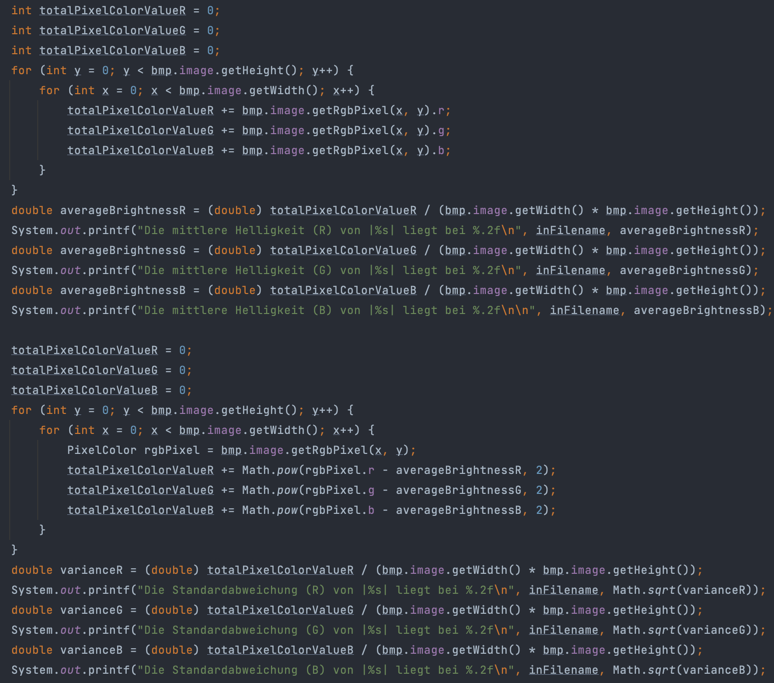 int totalPixelColorValueR = 0;
int totalPixelColorValueG = 0;
int totalPixelColorValueB = 0;
for (int y = 0; y < bmp.image.getHeight(); y++) {
    for (int x = 0; x < bmp.image.getWidth(); x++) {
        totalPixelColorValueR += bmp.image.getRgbPixel(x, y).r;
        totalPixelColorValueG += bmp.image.getRgbPixel(x, y).g;
        totalPixelColorValueB += bmp.image.getRgbPixel(x, y).b;
    }
}
double averageBrightnessR = (double) totalPixelColorValueR / (bmp.image.getWidth() * bmp.image.getHeight());
System.out.printf("Die mittlere Helligkeit (R) von |%s| liegt bei %.2f\n", inFilename, averageBrightnessR);
double averageBrightnessG = (double) totalPixelColorValueG / (bmp.image.getWidth() * bmp.image.getHeight());
System.out.printf("Die mittlere Helligkeit (G) von |%s| liegt bei %.2f\n", inFilename, averageBrightnessG);
double averageBrightnessB = (double) totalPixelColorValueB / (bmp.image.getWidth() * bmp.image.getHeight());
System.out.printf("Die mittlere Helligkeit (B) von |%s| liegt bei %.2f\n\n", inFilename, averageBrightnessB);

totalPixelColorValueR = 0;
totalPixelColorValueG = 0;
totalPixelColorValueB = 0;
for (int y = 0; y < bmp.image.getHeight(); y++) {
    for (int x = 0; x < bmp.image.getWidth(); x++) {
        PixelColor rgbPixel = bmp.image.getRgbPixel(x, y);
        totalPixelColorValueR += Math.pow(rgbPixel.r - averageBrightnessR, 2);
        totalPixelColorValueG += Math.pow(rgbPixel.g - averageBrightnessG, 2);
        totalPixelColorValueB += Math.pow(rgbPixel.b - averageBrightnessB, 2);
    }
}
double varianceR = (double) totalPixelColorValueR / (bmp.image.getWidth() * bmp.image.getHeight());
System.out.printf("Die Standardabweichung (R) von |%s| liegt bei %.2f\n", inFilename, Math.sqrt(varianceR));
double varianceG = (double) totalPixelColorValueG / (bmp.image.getWidth() * bmp.image.getHeight());
System.out.printf("Die Standardabweichung (G) von |%s| liegt bei %.2f\n", inFilename, Math.sqrt(varianceG));
double varianceB = (double) totalPixelColorValueB / (bmp.image.getWidth() * bmp.image.getHeight());
System.out.printf("Die Standardabweichung (B) von |%s| liegt bei %.2f\n", inFilename, Math.sqrt(varianceB));